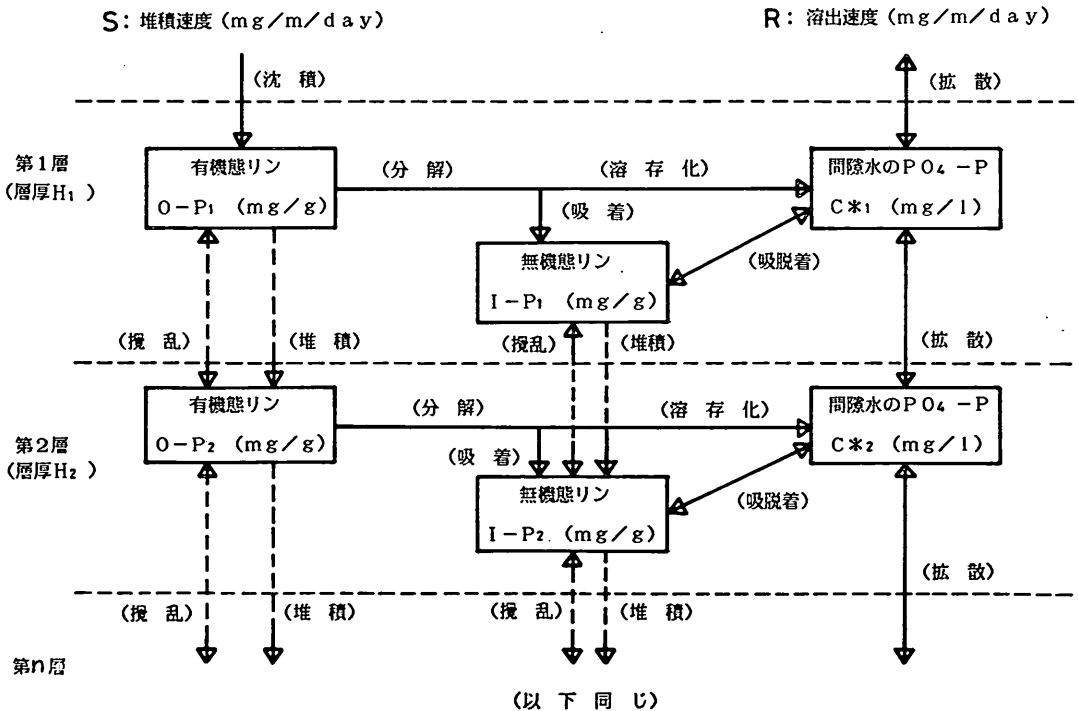 S：堆積速度（mg／m／day）
R：溶出速度（mg／m／day）
（沈 積）
（拡 散）
第1層
（層厚H₁）
有機態リン
O－P₁ （mg／g）
（分 解）
（溶 存 化）
間隙水のPO₄－P
C＊₁ （mg／l）
（吸 着）
（吸脱着）
無機態リン
I－P₁ （mg／g）
（攪 乱）
（堆 積）
（攪乱）
（堆積）
（拡 散）
第2層
（層厚H₂）
有機態リン
O－P₂ （mg／g）
（分 解）
（溶 存 化）
間隙水のPO₄－P
C＊₂ （mg／l）
（吸 着）
（吸脱着）
無機態リン
I－P₂ （mg／g）
（拡 散）
（攪 乱）
（堆 積）
（攪 乱）
（堆 積）
第n層
（以 下 同 じ）